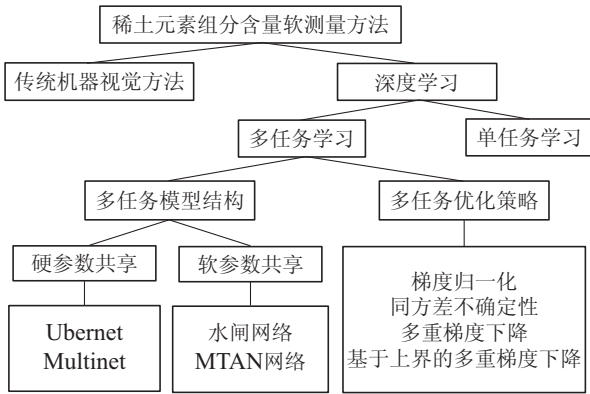 稀土元素组分含量软测量方法
传统机器视觉方法
深度学习
多任务学习
单任务学习
多任务模型结构
多任务优化策略
硬参数共享
软参数共享
Ubernet
Multinet
水闸网络
MTAN网络
梯度归一化
同方差不确定性
多重梯度下降
基于上界的多重梯度下降